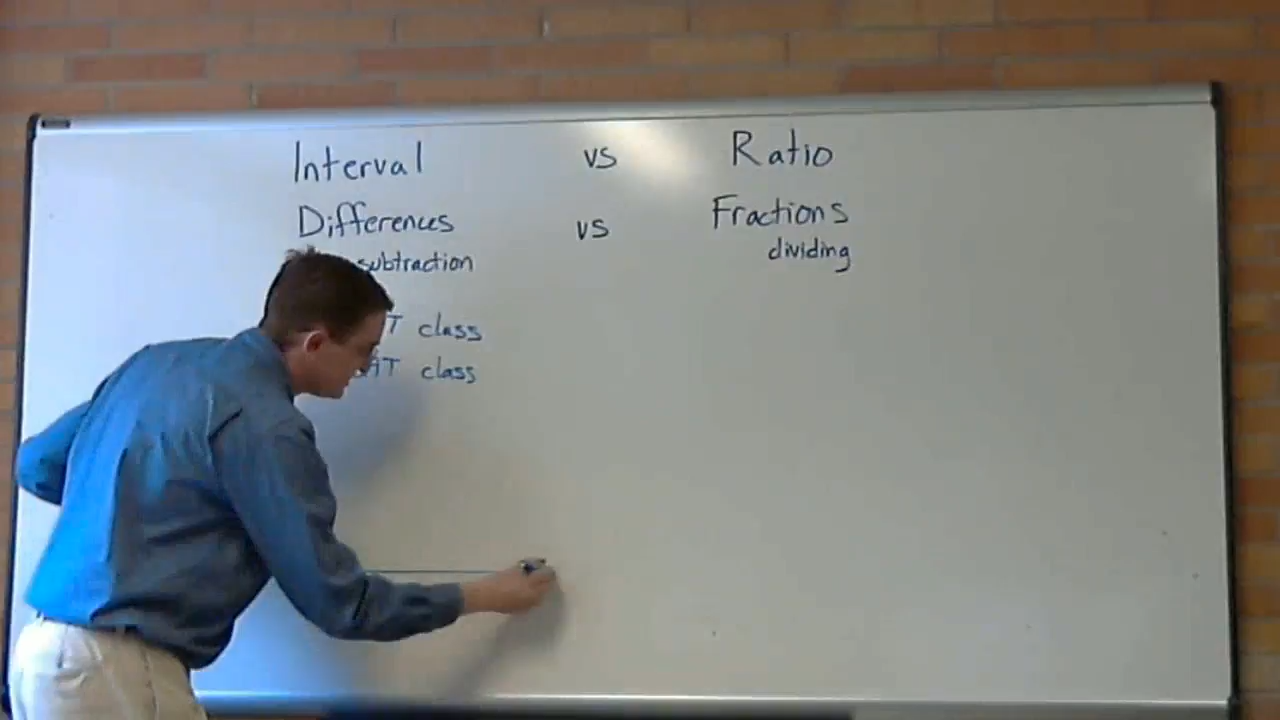 Interval vs Ratio
Differences vs Fractions
subtraction dividing
class
class